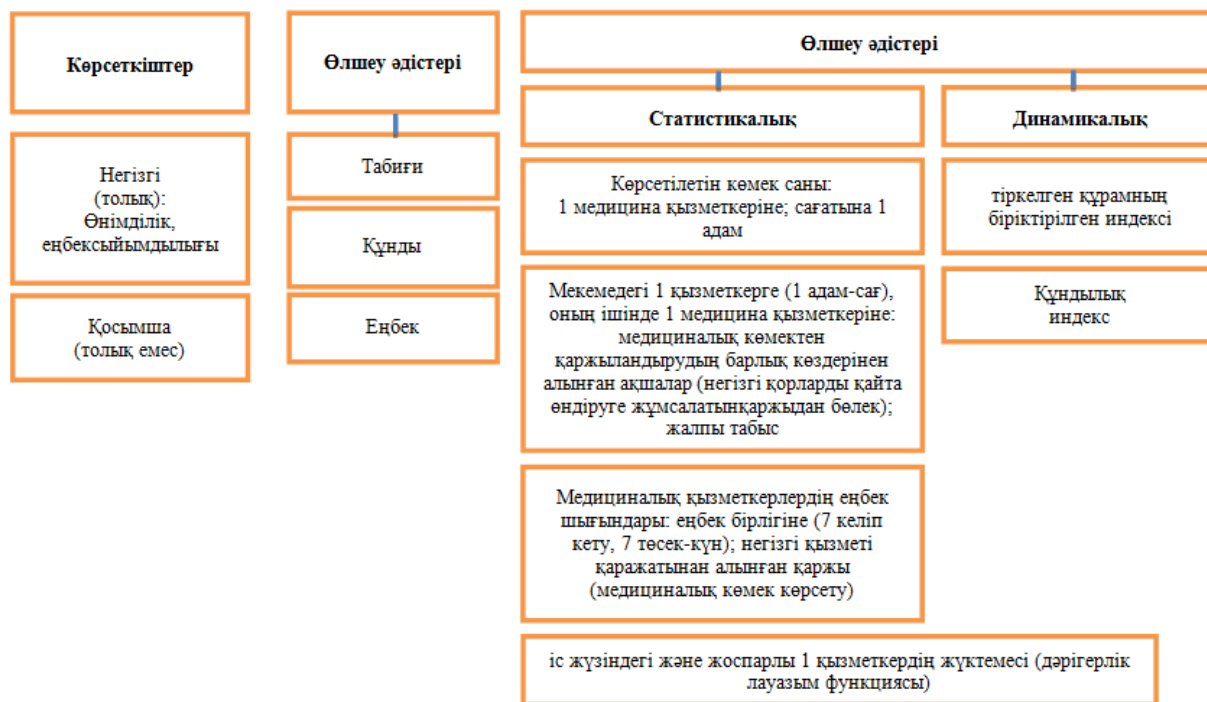 Көрсеткіштер
Негізгі
(толық):
Өнімділік,
еңбексыйымдылығы
Қосымша
(толық емес)
Өлшеу әдістері
Табиғи
Құнды
Еңбек
Өлшеу әдістері
Статистикалық
Көрсетілетін көмек саны:
1 медицина қызметкеріне; сағатына 1
адам
Мекемедегі 1 қызметкерге (1 адам-сағ),
оның ішінде 1 медицина қызметкеріне:
медициналық көмектен
қаржыландырудың барлық көздерінен
алынған ақшалар (негізгі қорларды қайта
өндіруге жұмсалатынқаржыдан бөлек);
жалпы табыс
Медициналық қызметкерлердің еңбек
шығындары: еңбек бірлігіне (7 келіп
кету, 7 төсек-күн); негізгі қызметі
қаражатынан алынған қаржы
(медициналық көмек көрсету)
Динамикалық
тіркелген құрамның
біріктірілген индексі
Құндылық
индекс
іс жүзіндегі және жоспарлы 1 қызметкердің жүктемесі (дәрігерлік
лауазым функциясы)